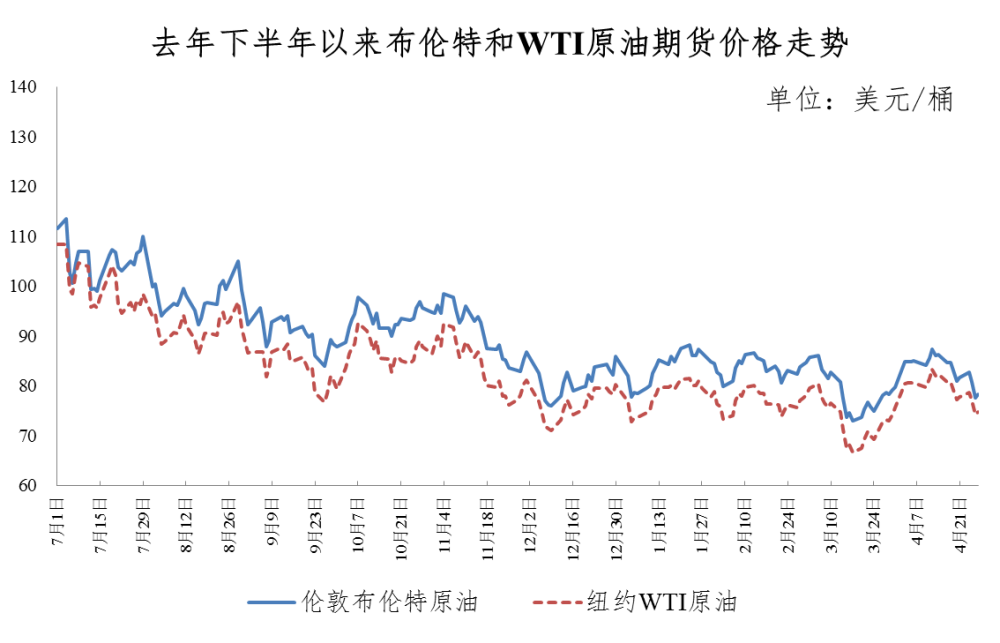 去年下半年以来布伦特和WTI原油期货价格走势
单位：美元/桶
140
130
120
110
100
90
80
70
60
7月1日
7月15日
7月29日
8月12日
8月26日
9月9日
9月23日
10月7日
10月21日
11月4日
11月18日
12月2日
12月16日
12月30日
1月13日
1月27日
2月10日
2月24日
3月10日
3月24日
4月7日
4月21日
伦敦布伦特原油
纽约WTI原油